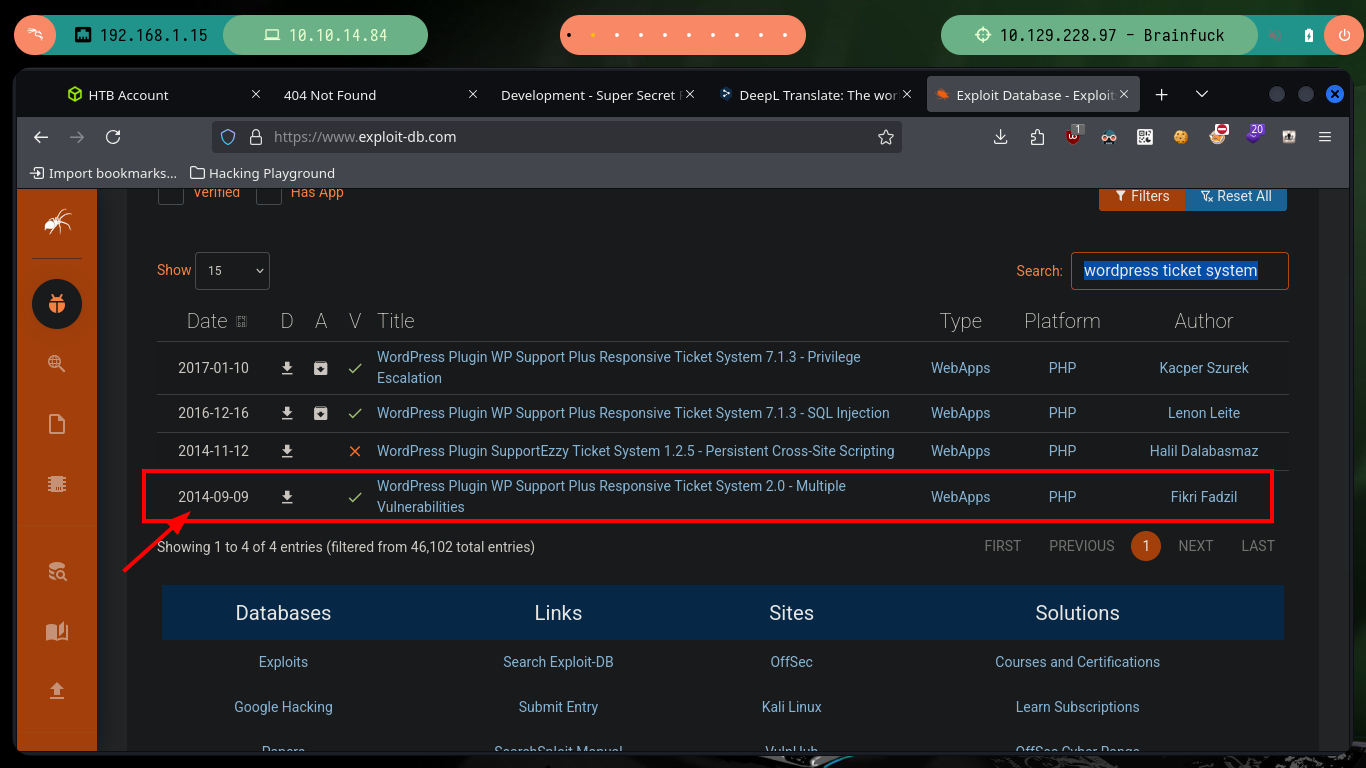 192.168.1.15
10.10.14.84
10.129.228.97 - Brainfuck
HTB Account
404 Not Found
Development - Super Secret F
DeepL Translate: The wor
Exploit Database - Exploit
https://www.exploit-db.com
1
20
Import bookmarks...
Hacking Playground
Verified
Has App
Filters
Reset All
Show
15
Search:
wordpress ticket system
Date D A V Title Type Platform Author
2017-01-10
WordPress Plugin WP Support Plus Responsive Ticket System 7.1.3 - Privilege
Escalation
WebApps PHP Kacper Szurek
2016-12-16 WordPress Plugin WP Support Plus Responsive Ticket System 7.1.3 - SQL Injection WebApps PHP Lenon Leite
2014-11-12 WordPress Plugin SupportEzzy Ticket System 1.2.5 - Persistent Cross-Site Scripting WebApps PHP Halil Dalabasmaz
2014-09-09
WordPress Plugin WP Support Plus Responsive Ticket System 2.0 - Multiple
Vulnerabilities
WebApps PHP Fikri Fadzil
Showing 1 to 4 of 4 entries (filtered from 46,102 total entries)
FIRST PREVIOUS 1 NEXT LAST
Databases Links Sites Solutions
Exploits Search Exploit-DB OffSec Courses and Certifications
Google Hacking Submit Entry Kali Linux Learn Subscriptions
Papers SearchSploit Manual VulnHub OffSec Cyber Range